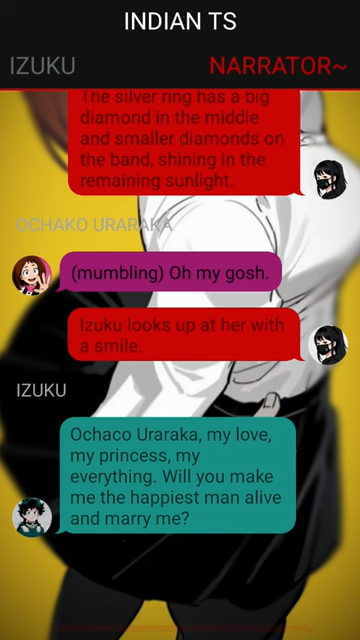 INDIAN TS
IZUKU
NARRATOR~
The silver ring has a big
diamond in the middle
and smaller diamonds on
the band, shining in the
remaining sunlight.
OCHAKO URARAKA
(mumbling) Oh my gosh.
Izuku looks up at her with
a smile.
IZUKU
Ochaco Uraraka, my love,
my princess, my
everything. Will you make
me the happiest man alive
and marry me?